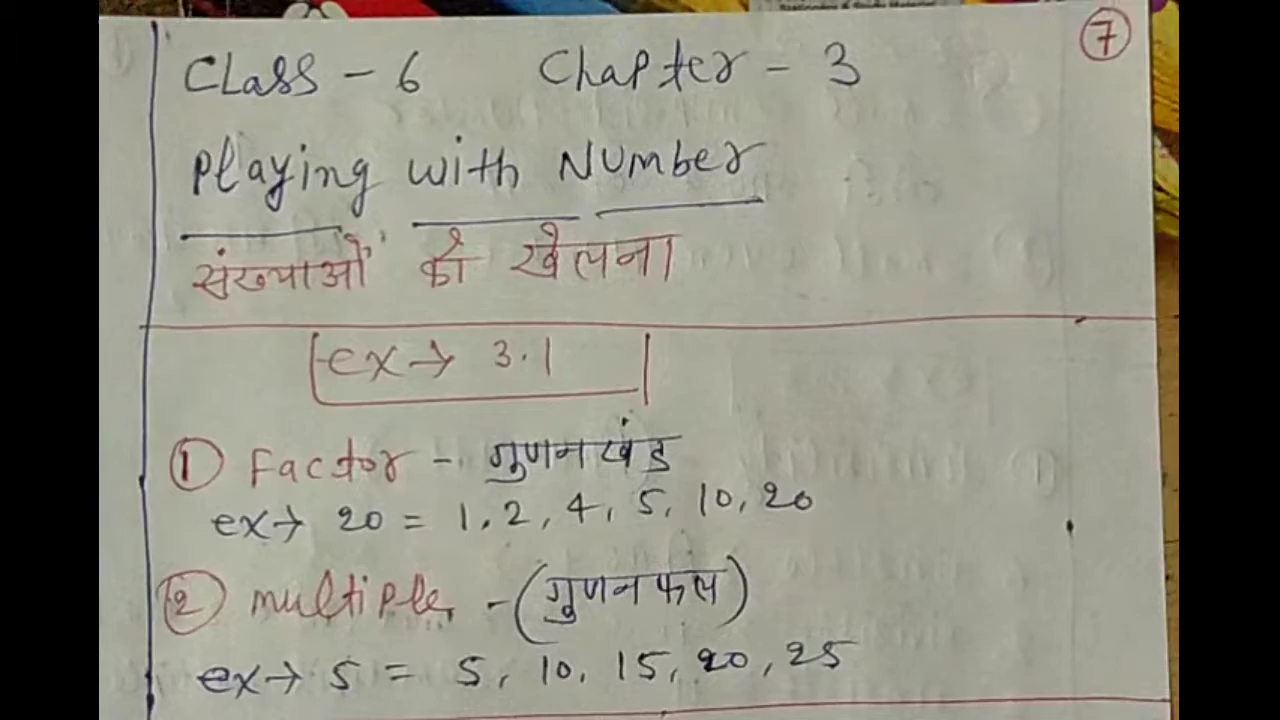 7
Class - 6 Chapter - 3
Playing with Number
संख्याओं को खेलना
ex → 3.1
① Factor - गुणनखंड
ex → 20 = 1, 2, 4, 5, 10, 20
② multiple - (गुणनफल)
ex → 5 = 5, 10, 15, 20, 25